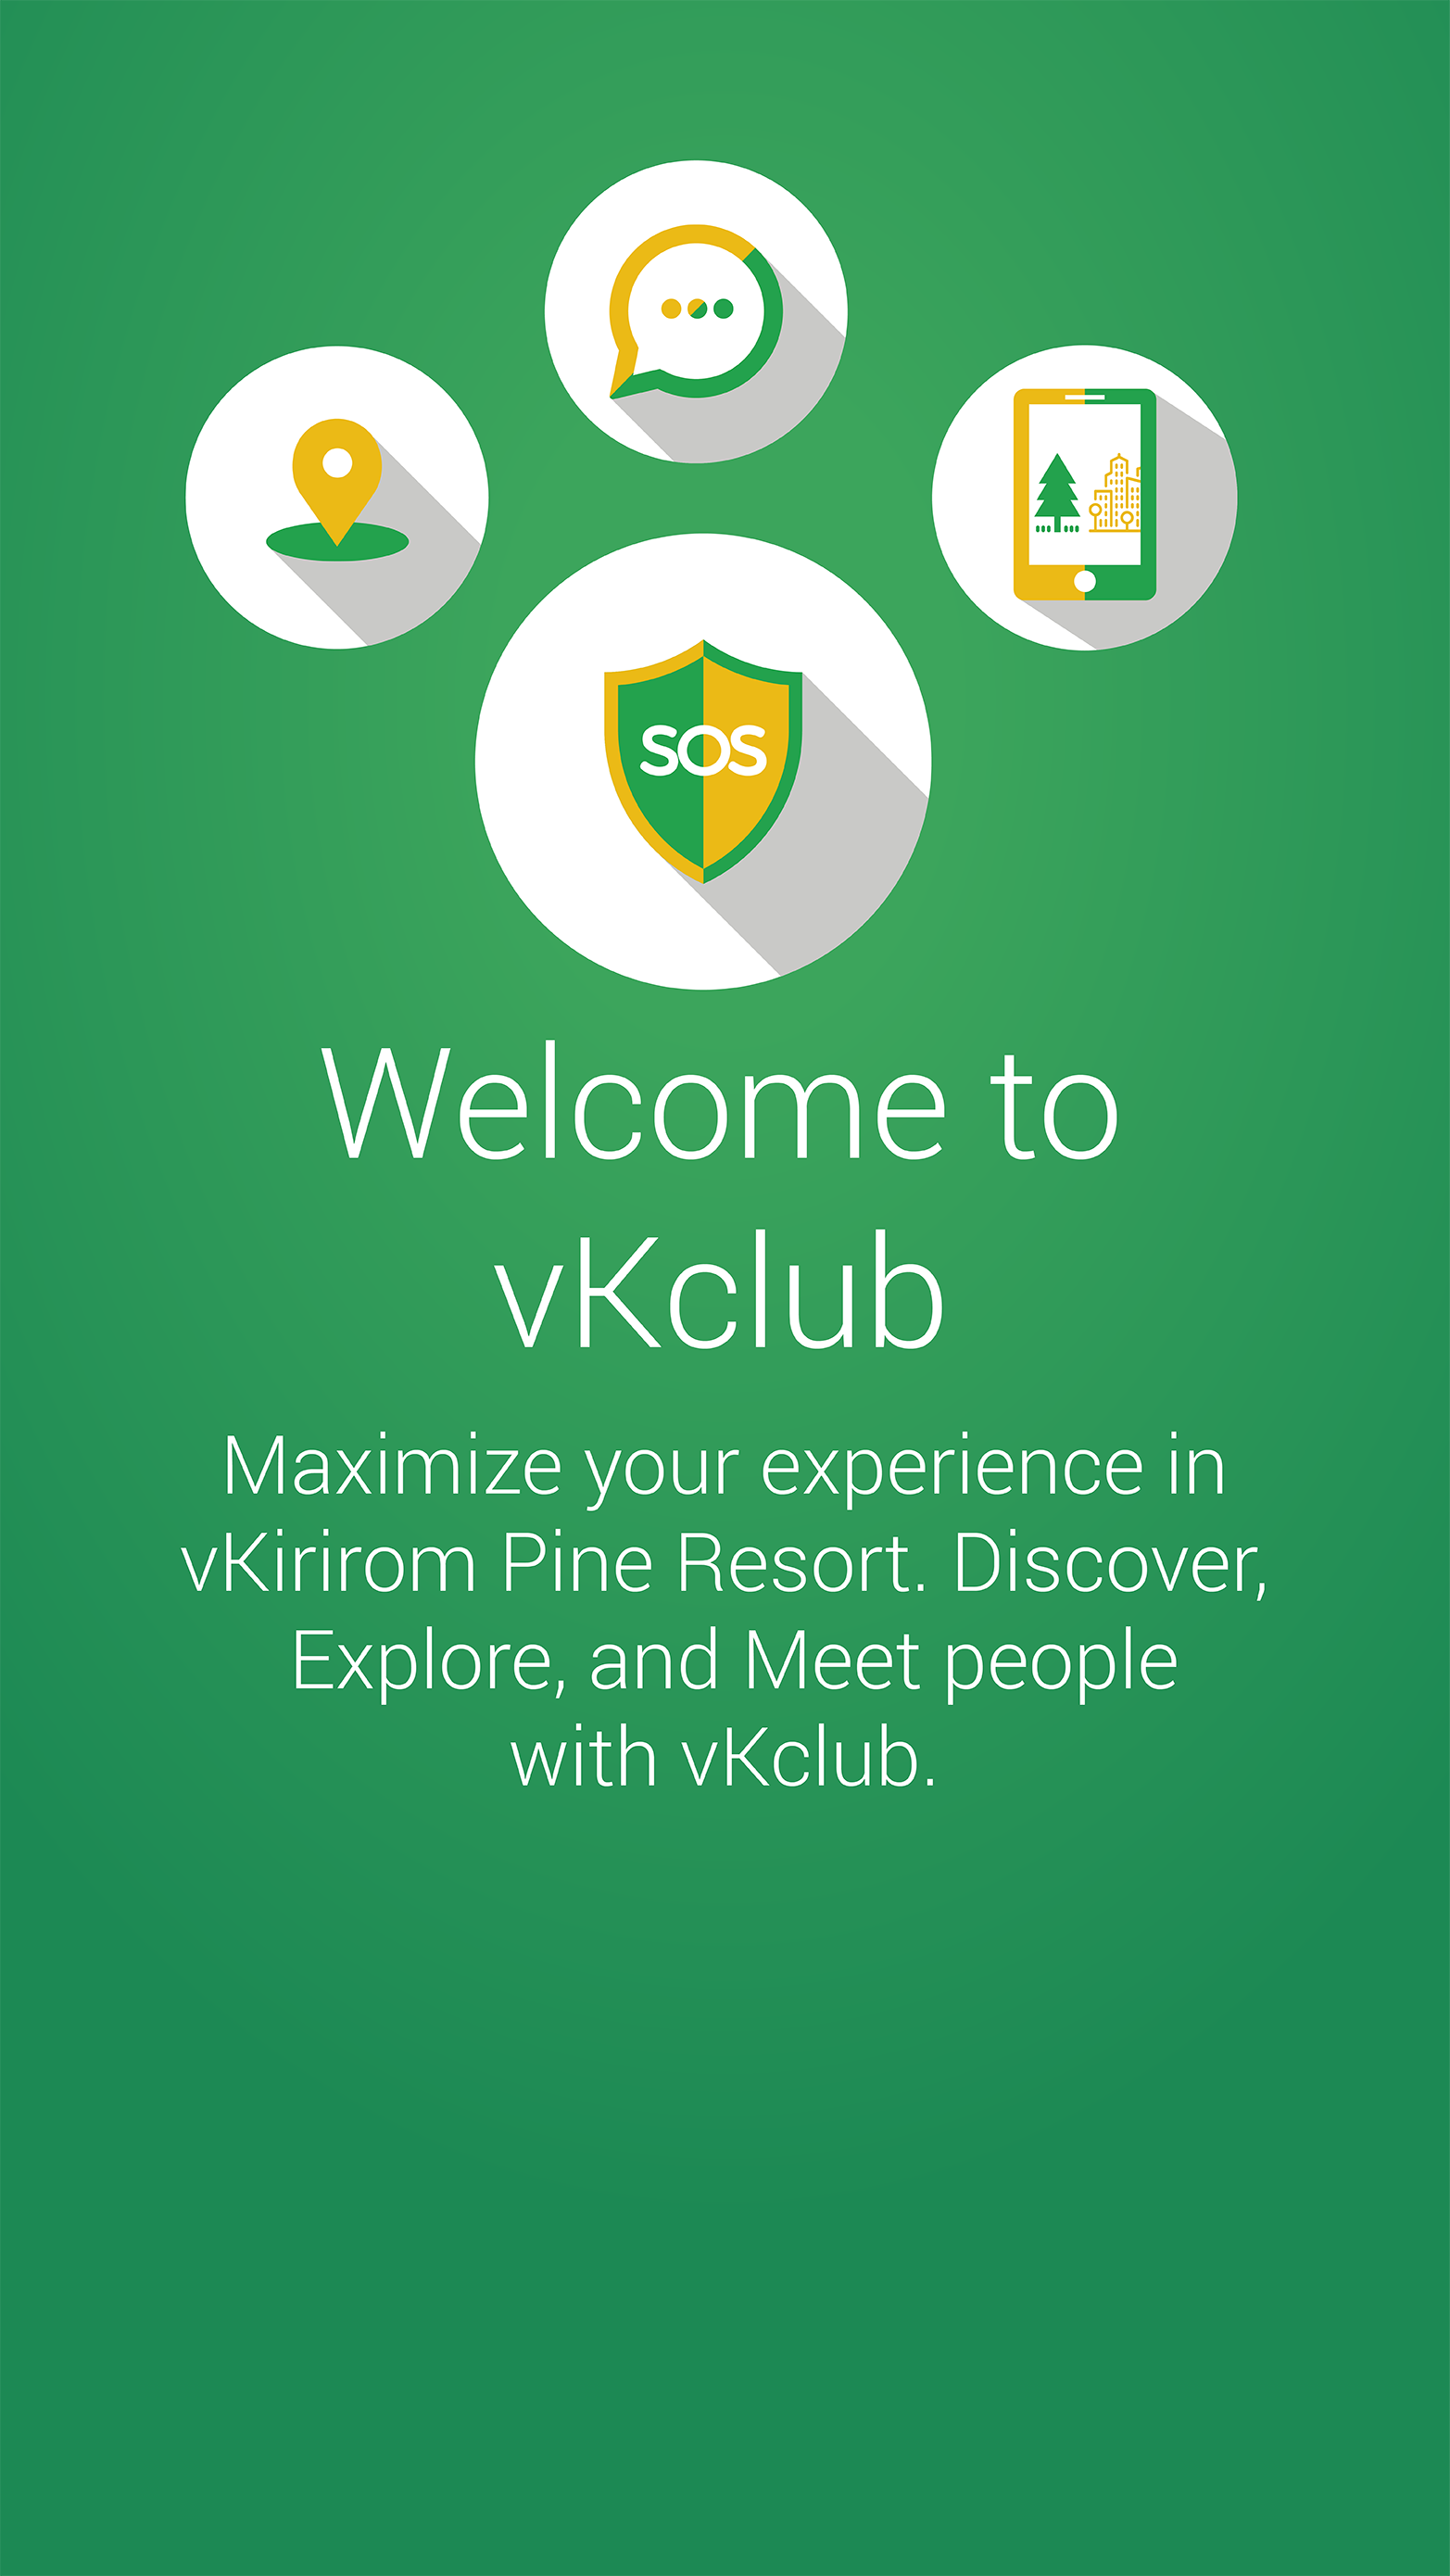 SOS
Welcome to
vKclub
Maximize your experience in
vKirirom Pine Resort. Discover,
Explore, and Meet people
with vKclub.